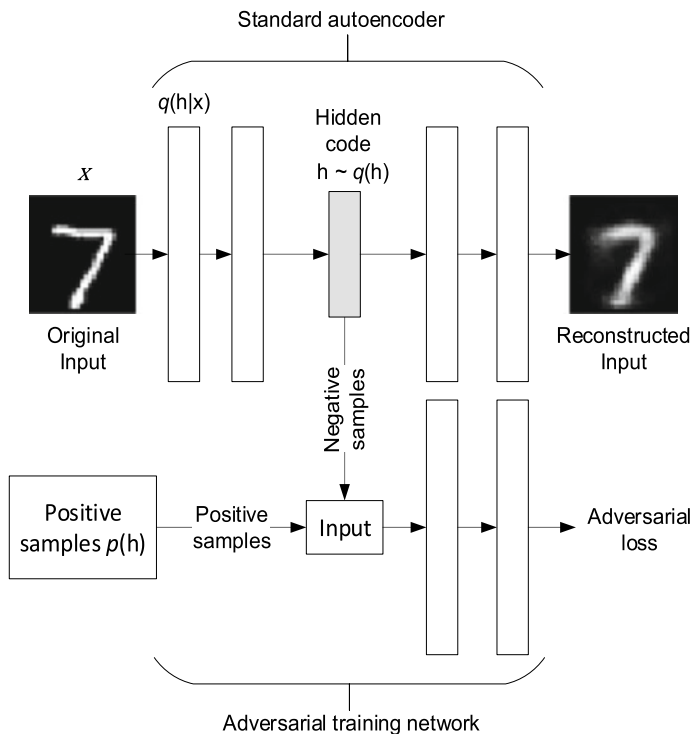 Standard autoencoder
q(h|x)
Hidden
code
h ~ q(h)
x
Original
Input
Reconstructed
Input
Negative
samples
Positive
samples p(h)
Positive
samples
Input
Adversarial
loss
Adversarial training network